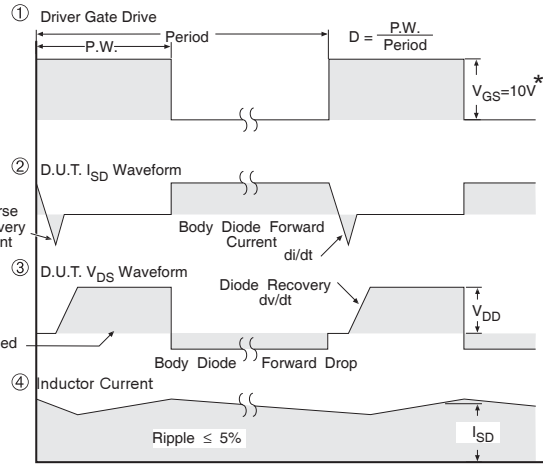 ① Driver Gate Drive
P.W.
Period
D = P.W.
Period
VGS=10V*
② D.U.T. ISD Waveform
Body Diode Forward
Current
di/dt
③ D.U.T. VDS Waveform
Diode Recovery
dv/dt
VDD
Body Diode Forward Drop
④ Inductor Current
Ripple ≤ 5%
ISD